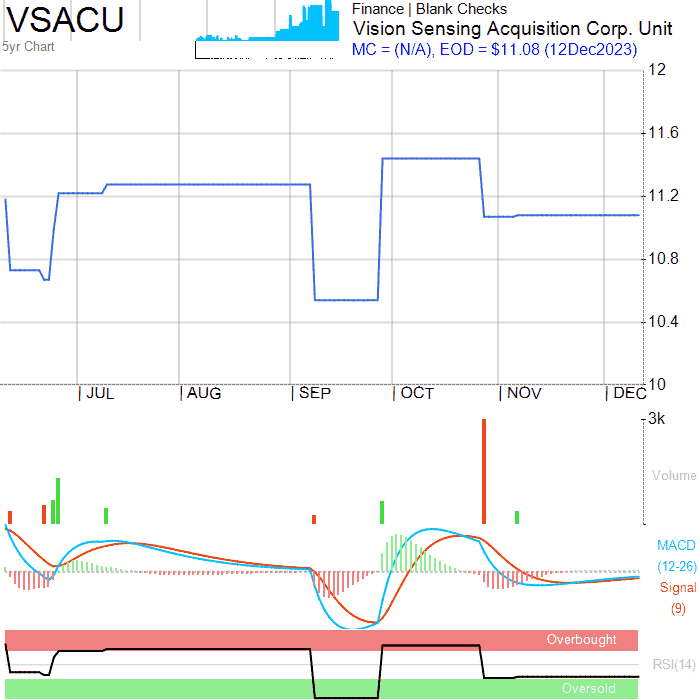 VSACU
5yr Chart
Finance | Blank Checks
Vision Sensing Acquisition Corp. Unit
MC = (N/A), EOD = $11.08 (12Dec2023)
12
11.6
11.2
10.8
10.4
10
| JUL | AUG | SEP | OCT | NOV | DEC
3k
Volume
MACD
(12-26)
Signal
(9)
Overbought
RSI(14)
Oversold